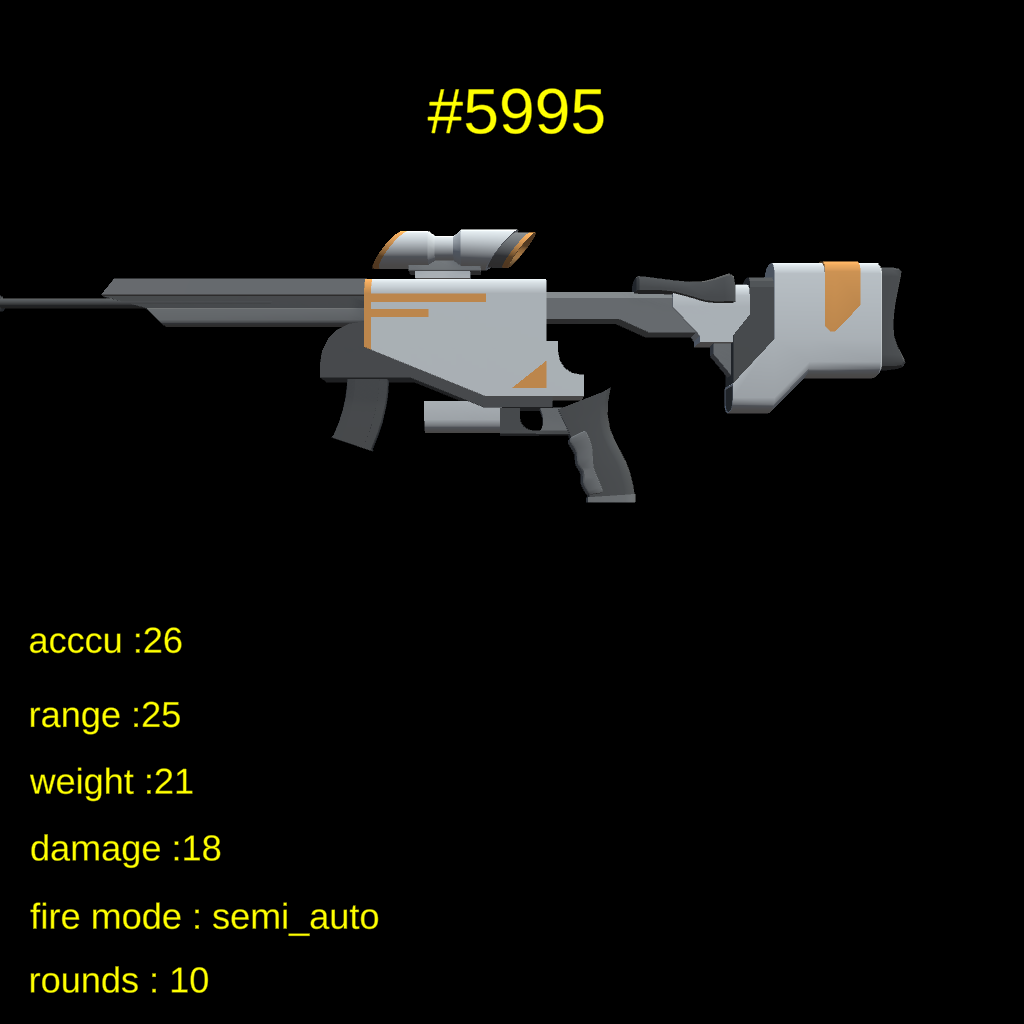 #5995
acccu :26
range :25
weight :21
damage :18
fire mode : semi_auto
rounds : 10